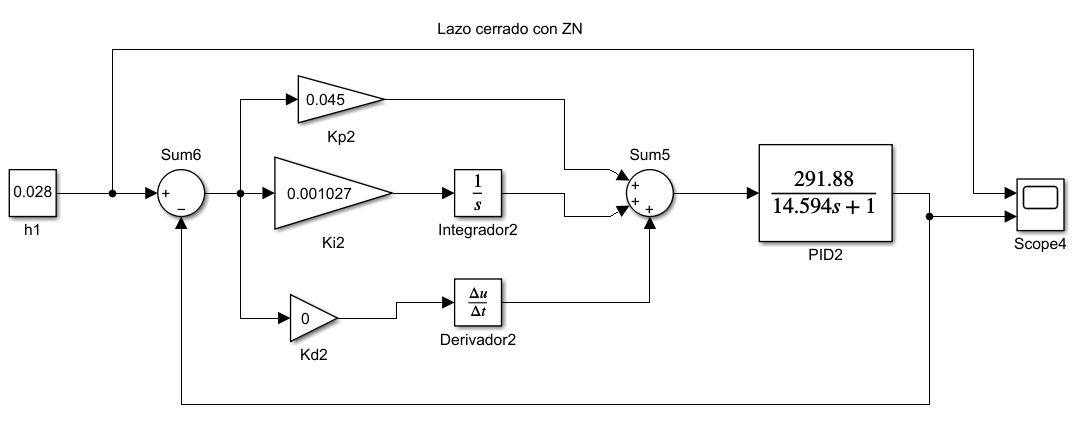 Lazo cerrado con ZN
0.045
Kp2
Sum6
+
−
0.028
h1
0.001027
Ki2
1
s
Integrador2
0
Kd2
Δu
Δt
Derivador2
Sum5
+
+
+
291.88
14.594s + 1
PID2
Scope4